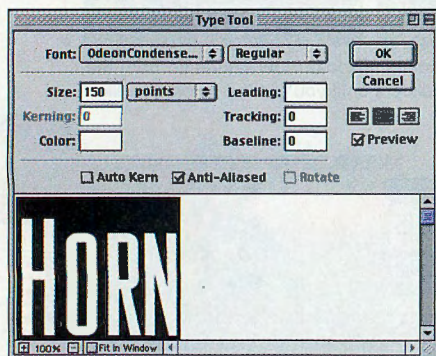 Type Tool
Font: OdeonCondense... Regular OK
Size: 150 points Leading: Cancel
Kerning: 0 Tracking: 0
Color: Baseline: 0 Preview
Auto Kern Anti-Aliased Rotate
HORN
100% Fit in Window